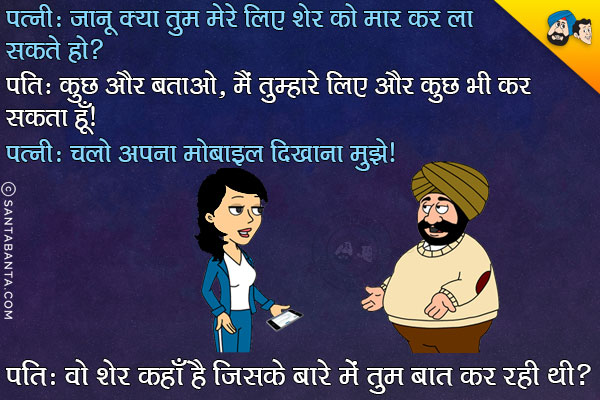 पत्नी: जानू क्या तुम मेरे लिए शेर को मार कर ला
सकते हो?
पति: कुछ और बताओ, मैं तुम्हारे लिए और कुछ भी कर
सकता हूँ!
पत्नी: चलो अपना मोबाइल दिखाना मुझे!
© SANTABANTA.COM
पति: वो शेर कहाँ है जिसके बारे में तुम बात कर रही थी?